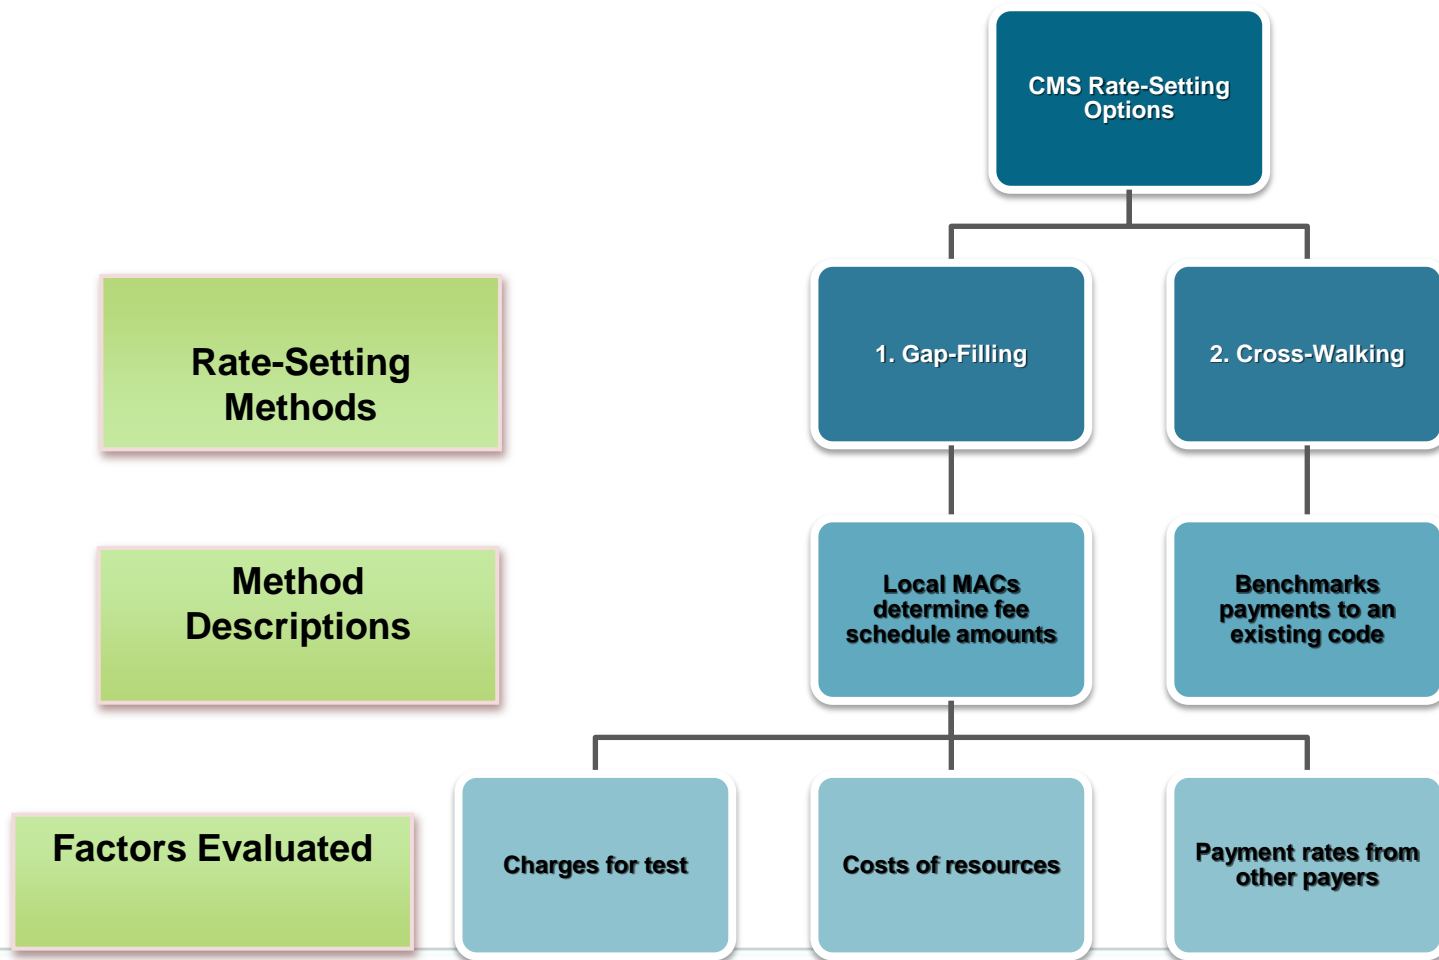 CMS Rate-Setting
Options
Rate-Setting
Methods
1. Gap-Filling
2. Cross-Walking
Method
Descriptions
Local MACs
determine fee
schedule amounts
Benchmarks
payments to an
existing code
Factors Evaluated
Charges for test
Costs of resources
Payment rates from
other payers